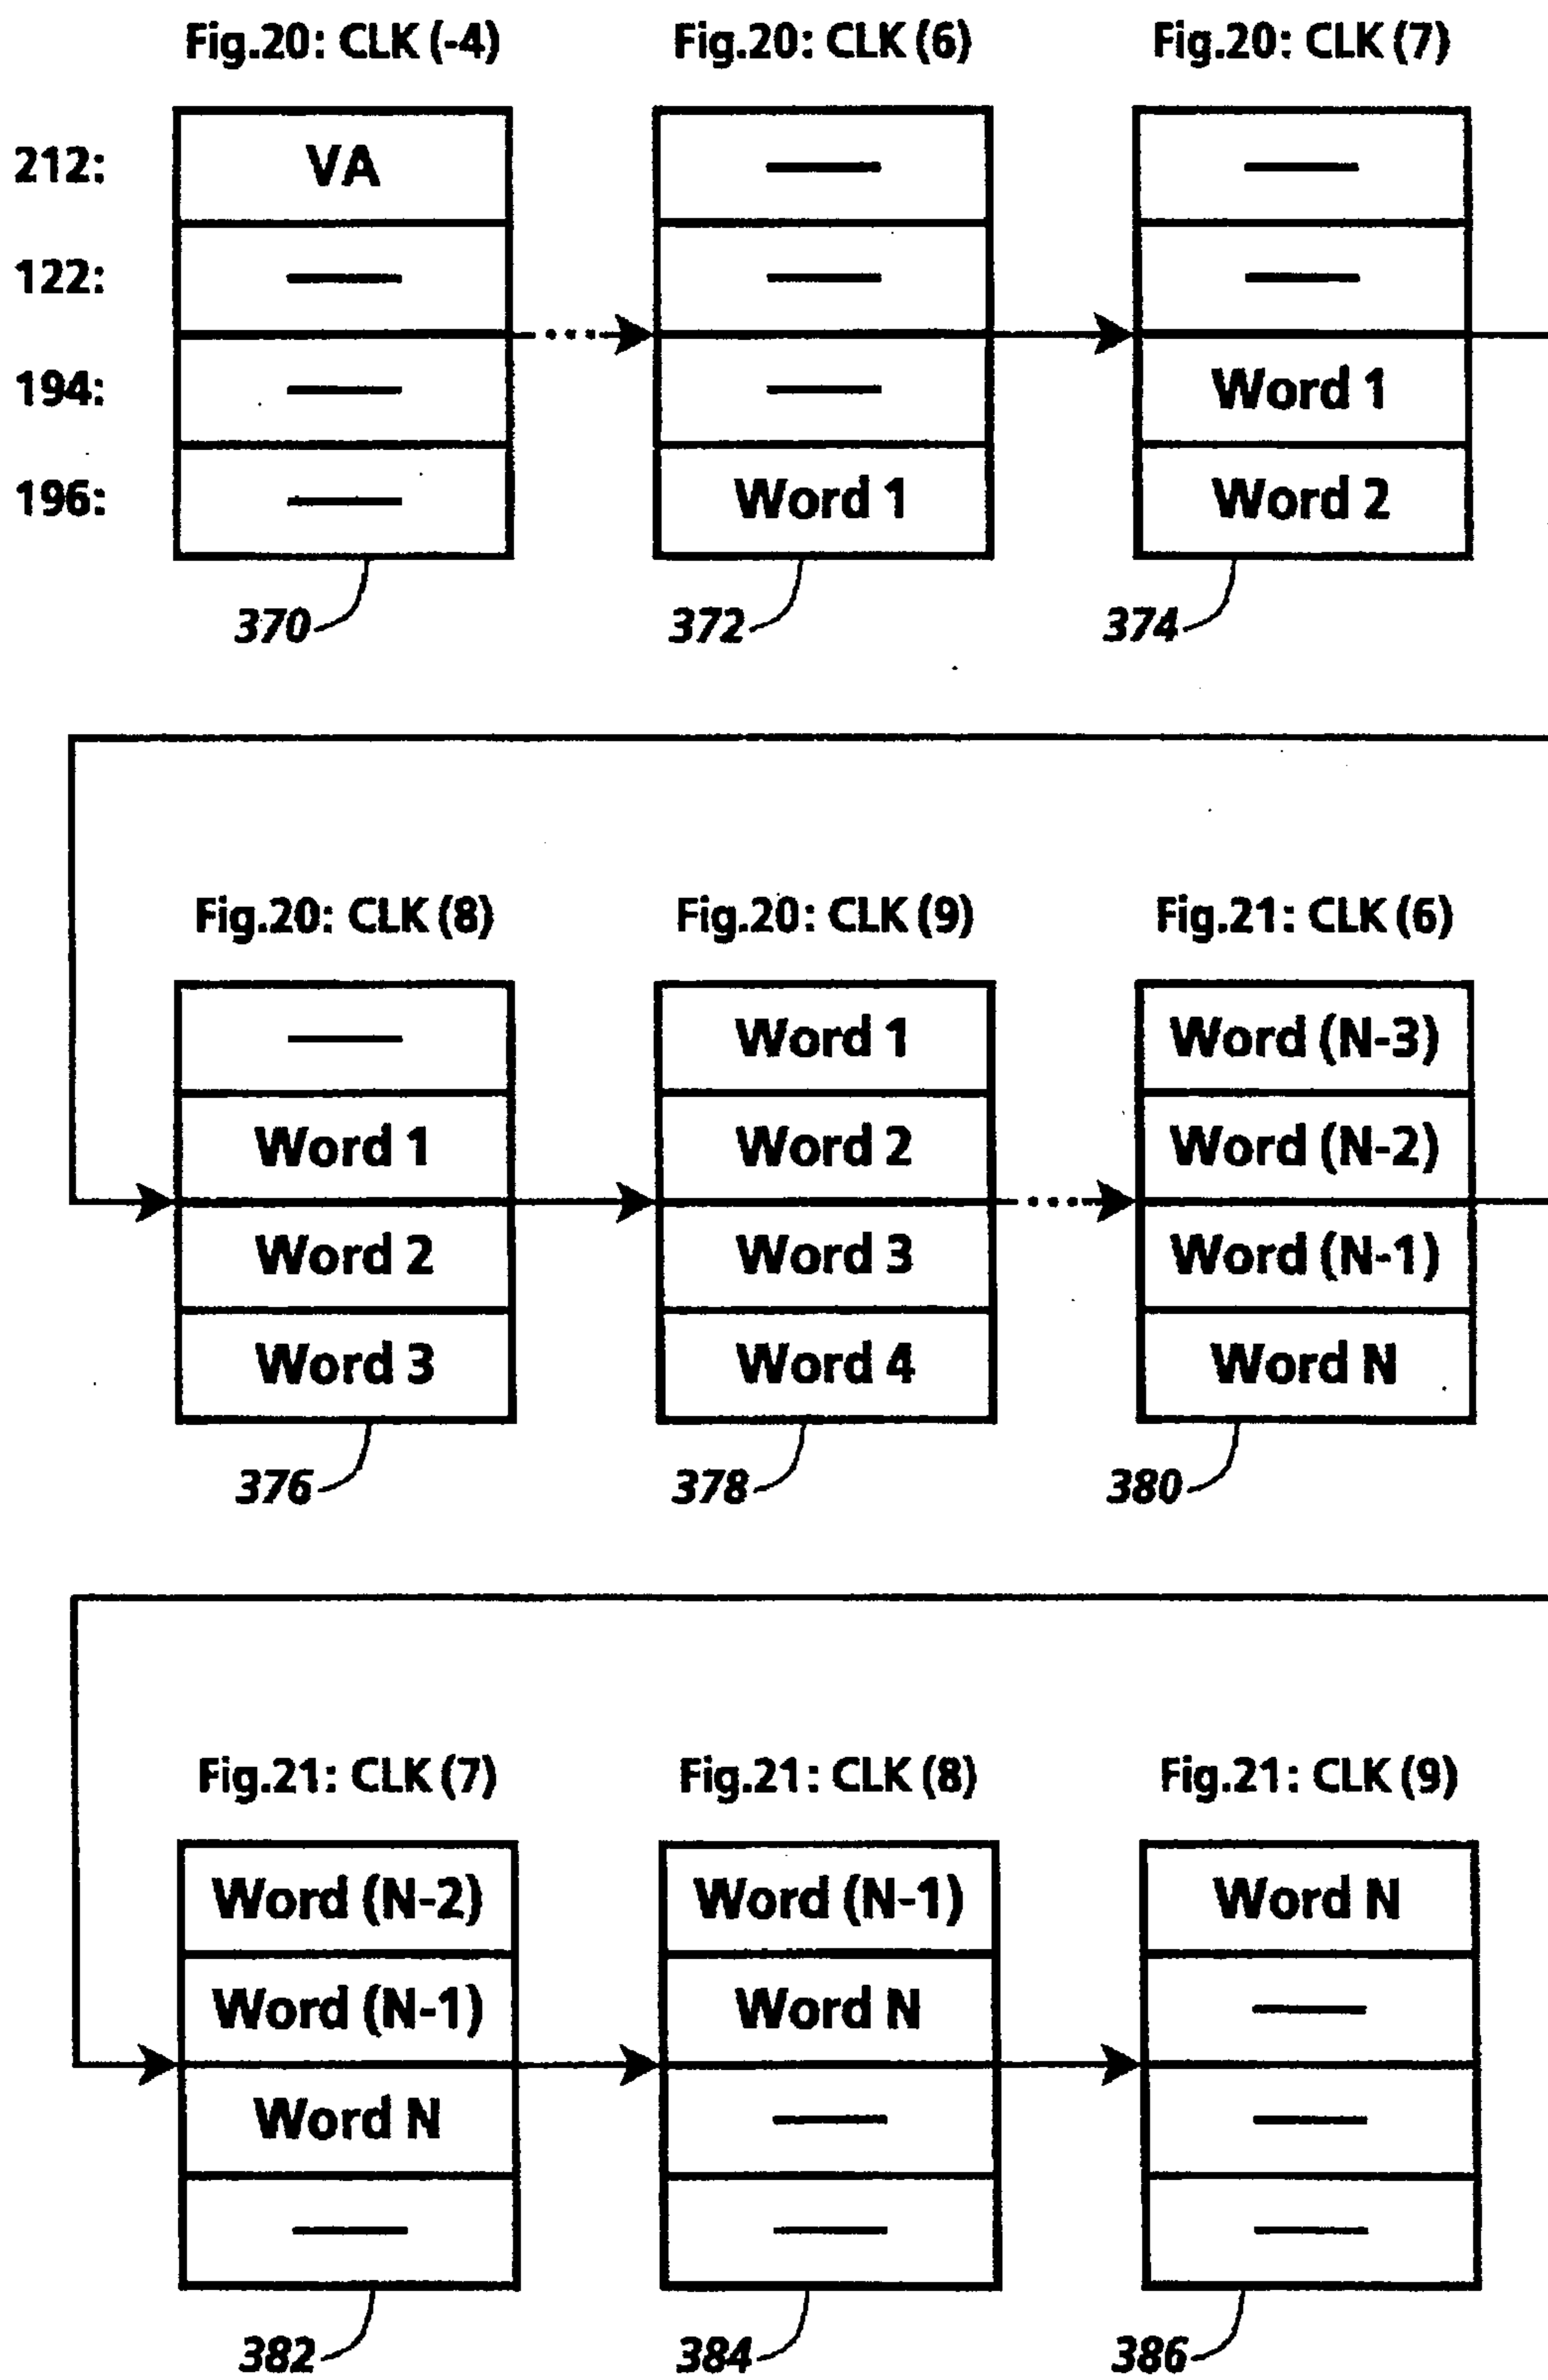 Fig.20: CLK (-4) Fig.20: CLK (6) Fig.20: CLK (7)
212: VA
122:
194: Word 1
196: Word 1 Word 2
370 372 374
Fig.20: CLK (8) Fig.20: CLK (9) Fig.21: CLK (6)
Word 1 Word (N-3)
Word 1 Word 2 Word (N-2)
Word 2 Word 3 Word (N-1)
Word 3 Word 4 Word N
376 378 380
Fig.21: CLK (7) Fig.21: CLK (8) Fig.21: CLK (9)
Word (N-2) Word (N-1) Word N
Word (N-1) Word N
Word N
382 384 386